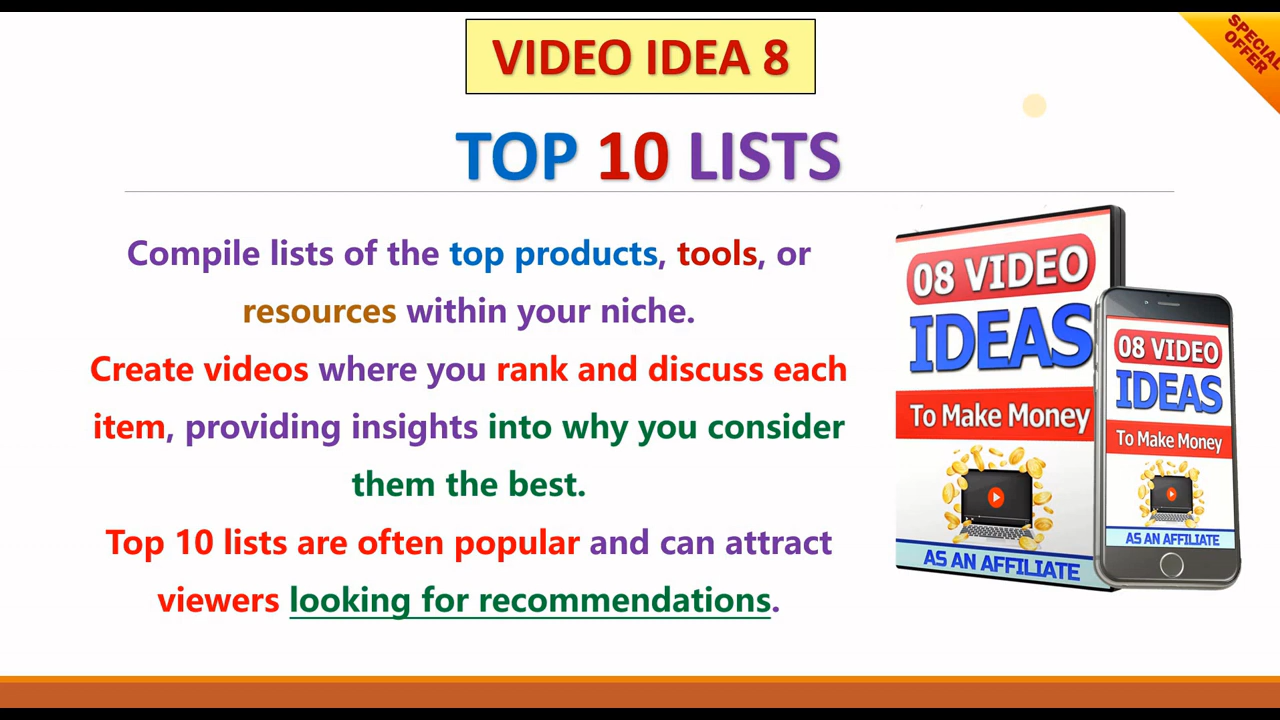 VIDEO IDEA 8
SPECIAL
OFFER
TOP 10 LISTS
Compile lists of the top products, tools, or
resources within your niche.
Create videos where you rank and discuss each
item, providing insights into why you consider
them the best.
Top 10 lists are often popular and can attract
viewers looking for recommendations.
08 VIDEO
IDEAS
To Make Money
AS AN AFFILIATE
08 VIDEO
IDEAS
To Make Money
AS AN AFFILIATE